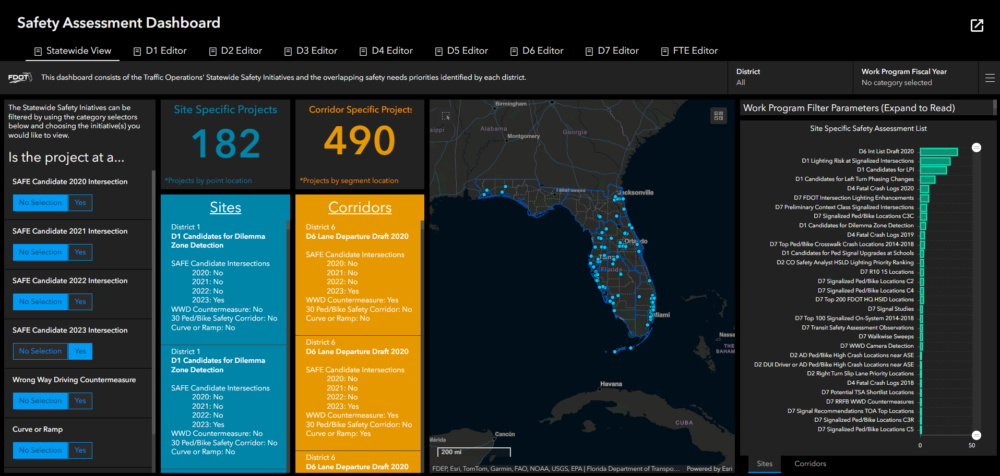 Safety Assessment Dashboard
Statewide View
D1 Editor
D2 Editor
D3 Editor
D4 Editor
D5 Editor
D6 Editor
D7 Editor
FTE Editor
FDOT
This dashboard consists of the Traffic Operations' Statewide Safety Initiatives and the overlapping safety needs priorities identified by each district.
District
All
Work Program Fiscal Year
No category selected
The Statewide Safety Iniatives can be
filtered by using the category selectors
below and choosing the initiative(s) you
would like to view.
Is the project at a...
SAFE Candidate 2020 Intersection
No Selection Yes
SAFE Candidate 2021 Intersection
No Selection Yes
SAFE Candidate 2022 Intersection
No Selection Yes
SAFE Candidate 2023 Intersection
No Selection Yes
Wrong Way Driving Countermeasure
No Selection Yes
Curve or Ramp
No Selection Yes
Site Specific Projects
182
*Projects by point location
Corridor Specific Projects
490
*Projects by segment location
Sites
District 1
D1 Candidates for Dilemma
Zone Detection
SAFE Candidate Intersections
2020: No
2021: No
2022: No
2023: Yes
WWD Countermeasure: No
30 Ped/Bike Safety Corridor: No
Curve or Ramp: No
District 1
D1 Candidates for Dilemma
Zone Detection
SAFE Candidate Intersections
2020: No
2021: No
2022: No
2023: Yes
WWD Countermeasure: No
30 Ped/Bike Safety Corridor: No
Curve or Ramp: No
Corridors
District 6
D6 Lane Departure Draft 2020
SAFE Candidate Intersections
2020: No
2021: No
2022: No
2023: Yes
WWD Countermeasure: Yes
30 Ped/Bike Safety Corridor: No
Curve or Ramp: No
District 6
D6 Lane Departure Draft 2020
SAFE Candidate Intersections
2020: No
2021: No
2022: No
2023: Yes
WWD Countermeasure: Yes
30 Ped/Bike Safety Corridor: No
Curve or Ramp: Yes
District 6
D6 Lane Departure Draft 2020
Birmingham
ssippi
Alabama
Georgia
Montgomery
Tallahassee
Jacksonville
Orlando
Tampa
Florida
Miami
Nassa
THE
BAHAM
Havana
CUBA
Cancún
Mérida
200 mi
FDEP, Esri, TomTom, Garmin, FAO, NOAA, USGS, EPA | Florida Department of Transpo...
Powered by Esri
Work Program Filter Parameters (Expand to Read)
Site Specific Safety Assessment List
D6 Int List Draft 2020
D1 Lighting Risk at Signalized Intersections
D1 Candidates for LPI
D1 Candidates for Left Turn Phasing Changes
D4 Fatal Crash Logs 2020
D7 FDOT Intersection Lighting Enhancements
D7 Preliminary Context Class Signalized Intersections
D7 Signalized Ped/Bike Locations C3C
D1 Candidates for Dilemma Zone Detection
D4 Fatal Crash Logs 2019
D7 Top Ped/Bike Crosswalk Crash Locations 2014-2018
D1 Candidates for Ped Signal Upgrades at Schools
D2 CO Safety Analyst HSLD Lighting Priority Ranking
D7 R10 15 Locations
D7 Signalized Ped/Bike Locations C2
D7 Signalized Ped/Bike Locations C4
D7 Top 200 FDOT HQ HSID Locations
D7 Signal Studies
D7 Top 100 Signalized On-System 2014-2018
D7 Transit Safety Assessment Observations
D7 Walkwise Sweeps
D7 WWD Camera Detection
D2 AD Ped/Bike High Crash Locations near ASE
D2 DUI Driver or AD Ped/Bike High Crash Locations near ASE
D2 Right Turn Slip Lane Priority Locations
D4 Fatal Crash Logs 2018
D7 Potential TSA Shortlist Locations
D7 RRFB WWD Countermeasures
D7 Signal Recommendations TOA Top Locations
D7 Signalized Ped/Bike Locations C3R
D7 Signalized Ped/Bike Locations C5
0 50
Sites
Corridors